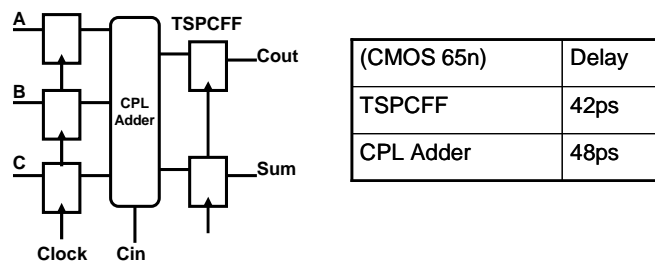 A
B
C
CPL
Adder
TSPCFF
Cout
Sum
Clock
Cin
(CMOS 65n) Delay
TSPCFF 42ps
CPL Adder 48ps